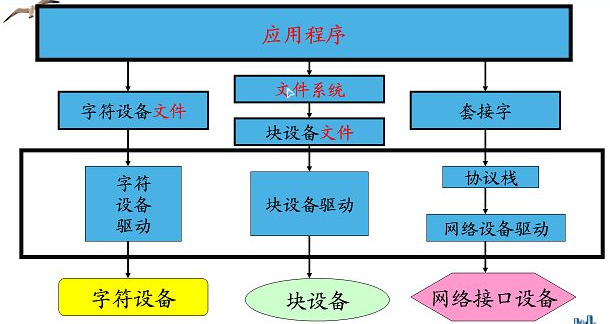 应用程序
文件系统
字符设备文件
块设备文件
套接字
字符
设备
驱动
块设备驱动
协议栈
网络设备驱动
字符设备
块设备
网络接口设备